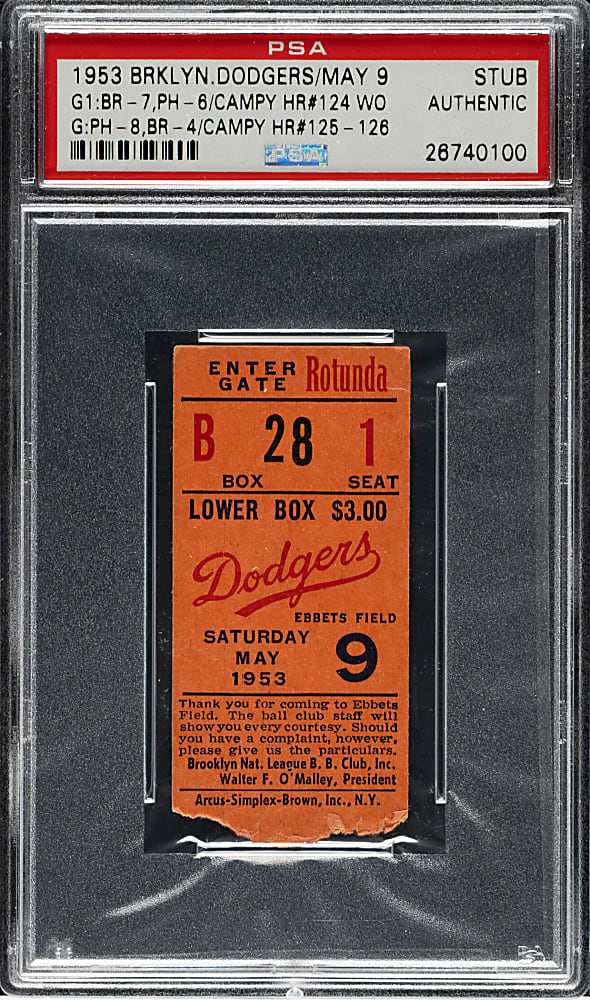 PSA
1953 BRKLYN.DODGERS/MAY 9 STUB
G1:BR-7,PH-6/CAMPY HR#124 WO AUTHENTIC
G:PH-8,BR-4/CAMPY HR#125-126
PSA 26740100
ENTER GATE Rotunda
B 28 1
BOX SEAT
LOWER BOX $3.00
Dodgers
EBBETS FIELD
SATURDAY
MAY 9
1953
Thank you for coming to Ebbets
Field. The ball club staff will
show you every courtesy. Should
you have a complaint, however,
please give us the particulars.
Brooklyn Nat. League B. B. Club, Inc.
Walter F. O'Malley, President
Arcus-Simplex-Brown, Inc., N.Y.
PSA